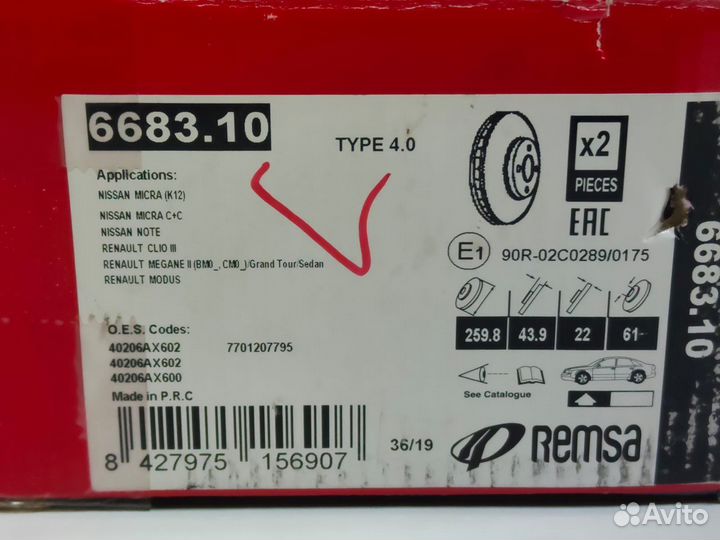 6683.10
TYPE 4.0
x2
PIECES
Applications:
NISSAN MICRA (K12)
NISSAN MICRA C+C
NISSAN NOTE
RENAULT CLIO III
RENAULT MEGANE II (BM0_, CM0_)/Grand Tour/Sedan
RENAULT MODUS
EAC
E1 90R-02C0289/0175
259.8 43.9 22 61
O.E.S. Codes:
40206AX602 7701207795
40206AX602
40206AX600
Made in P.R.C
See Catalogue
36/19
Remsa
8 427975 156907
6683.10
Avito